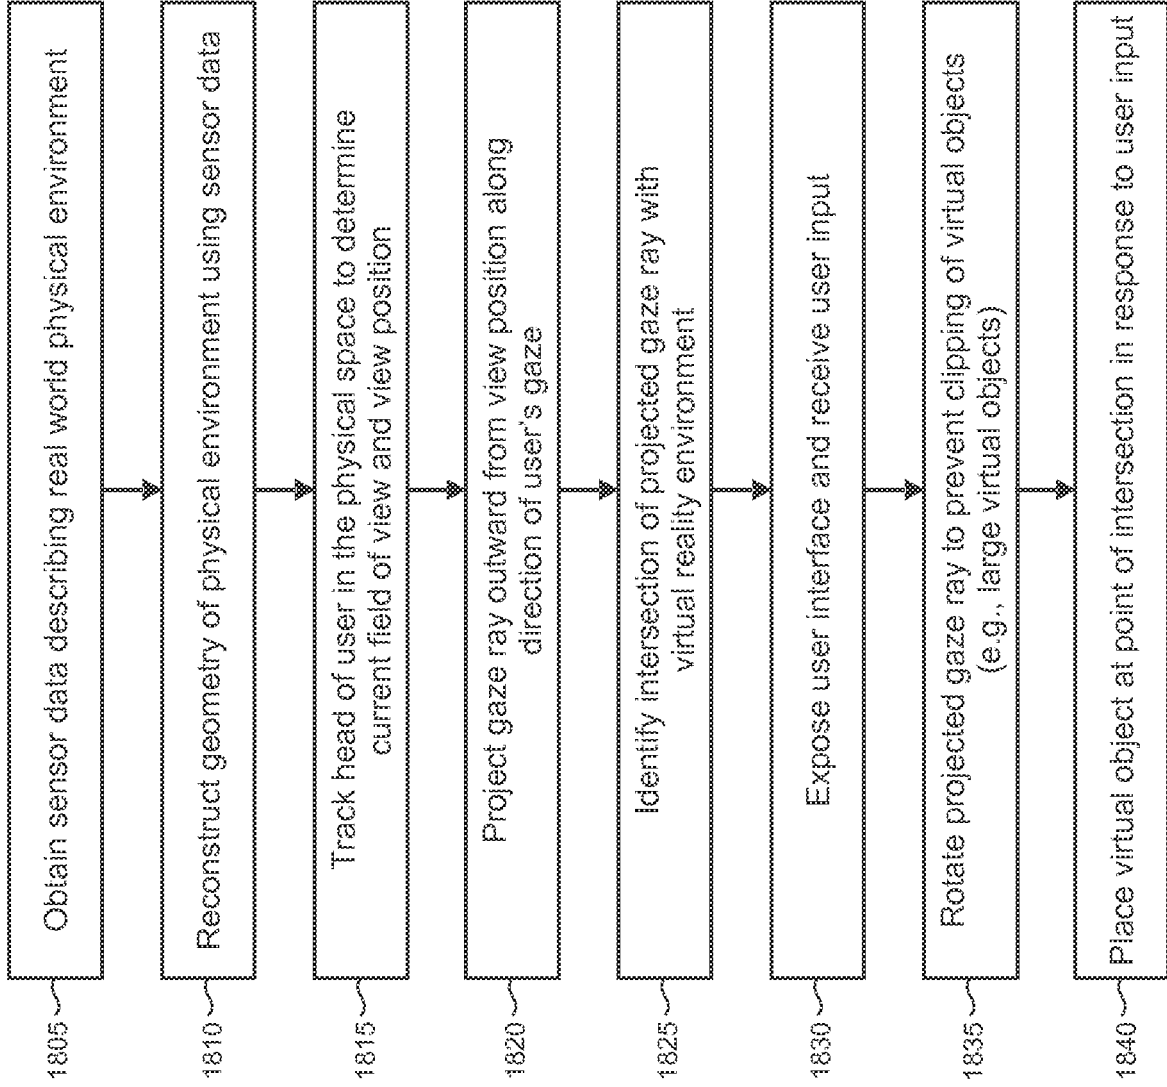 1805
Obtain sensor data describing real world physical environment
1810
Reconstruct geometry of physical environment using sensor data
1815
Track head of user in the physical space to determine
current field of view and view position
1820
Project gaze ray outward from view position along
direction of user's gaze
1825
Identify intersection of projected gaze ray with
virtual reality environment
1830
Expose user interface and receive user input
1835
Rotate projected gaze ray to prevent clipping of virtual objects
(e.g., large virtual objects)
1840
Place virtual object at point of intersection in response to user input